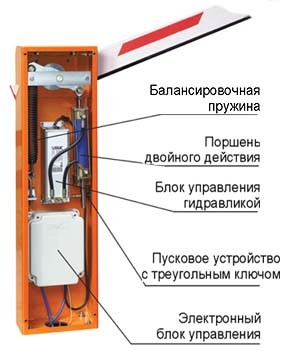 Балансировочная
пружина
Поршень
двойного действия
Блок управления
гидравликой
Пусковое устройство
с треугольным ключом
Электронный
блок управления